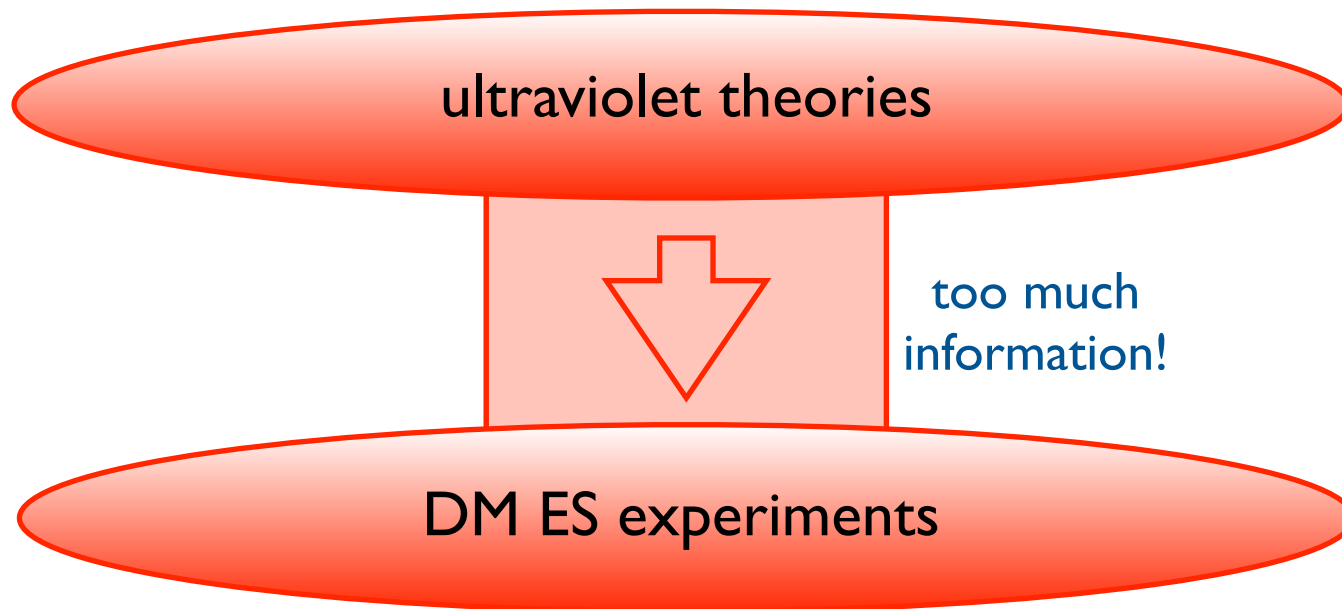 ultraviolet theories
too much
information!
DM ES experiments